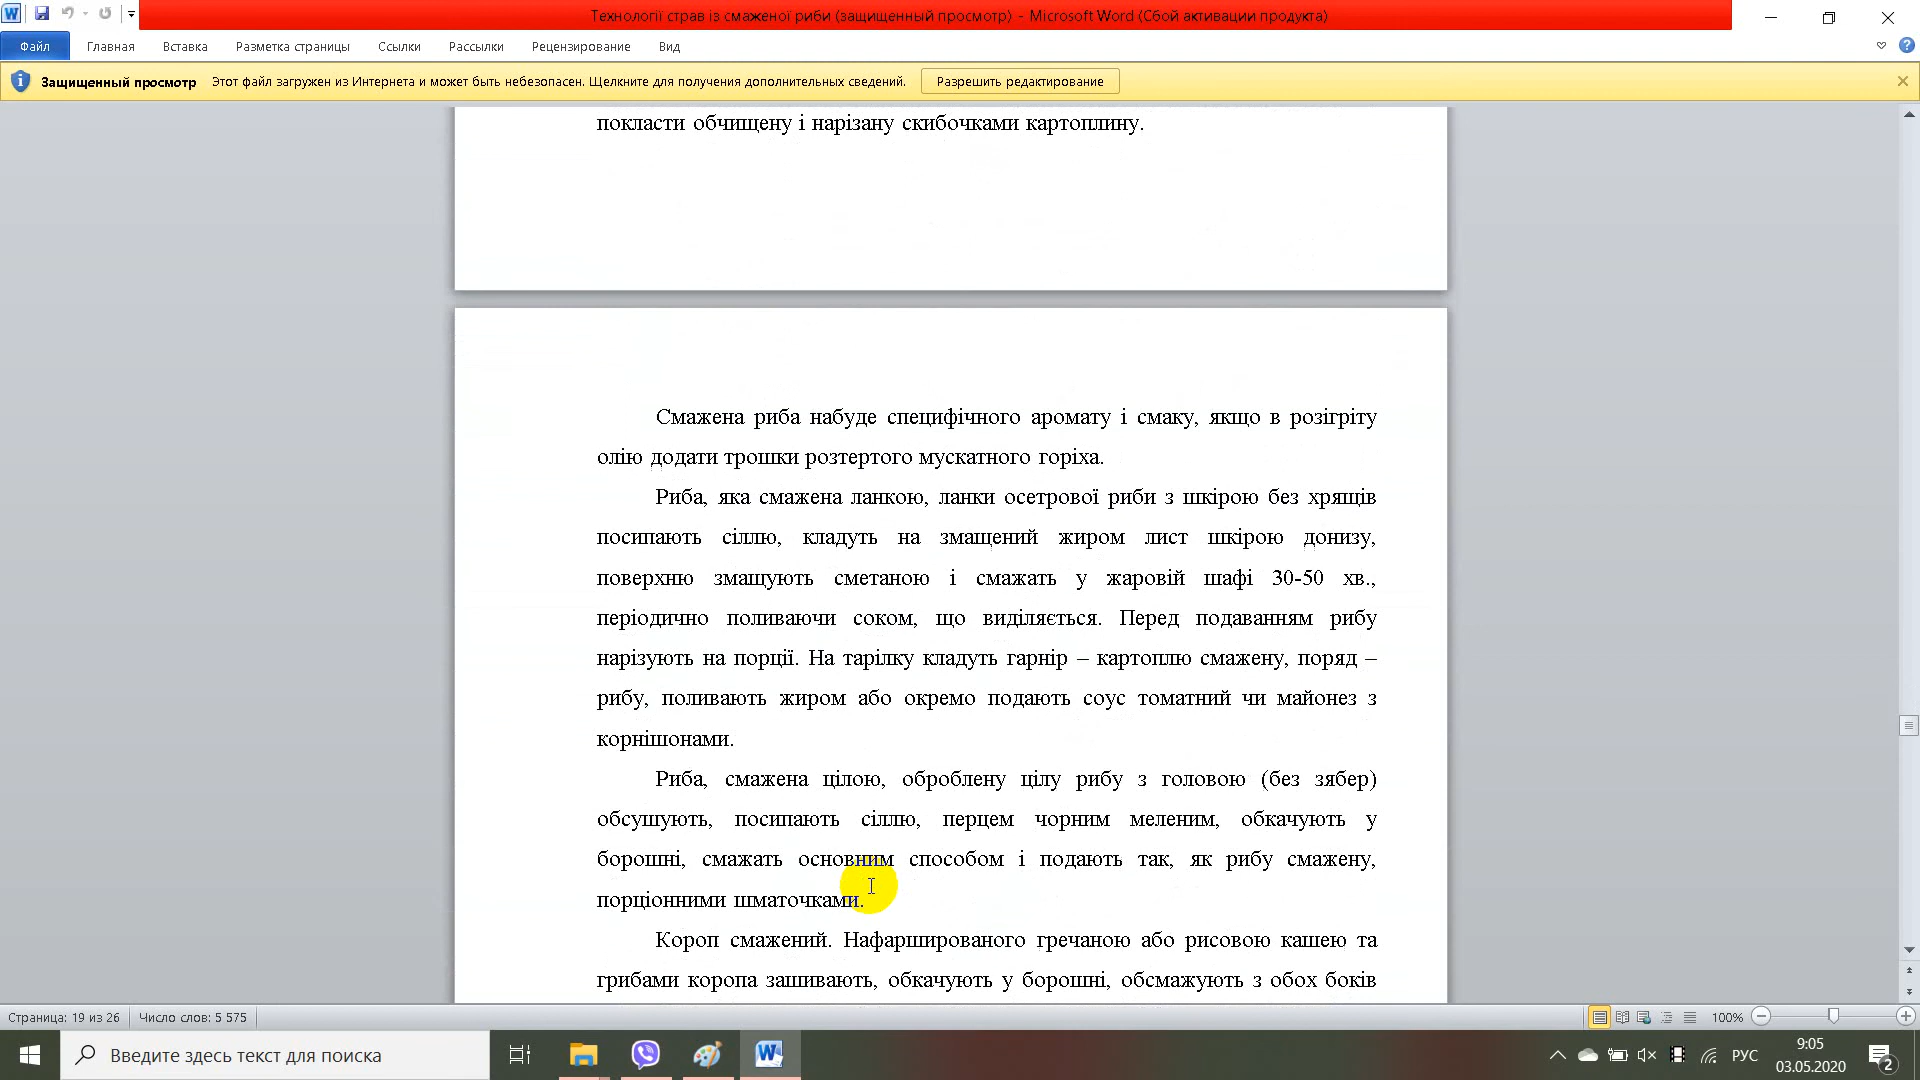 Технології страв із смаженої риби (защищенный просмотр) - Microsoft Word (Сбой активации продукта)
Файл Главная Вставка Разметка страницы Ссылки Рассылки Рецензирование Вид
Защищенный просмотр Этот файл загружен из Интернета и может быть небезопасен. Щелкните для получения дополнительных сведений. Разрешить редактирование
покласти обчищену і нарізану скибочками картоплину.
Смажена риба набуде специфічного аромату і смаку, якщо в розігріту
олію додати трошки розтертого мускатного горіха.
Риба, яка смажена ланкою, ланки осетрової риби з шкірою без хрящів
посипають сіллю, кладуть на змащений жиром лист шкірою донизу,
поверхню змащують сметаною і смажать у жаровій шафі 30-50 хв.,
періодично поливаючи соком, що виділяється. Перед подаванням рибу
нарізують на порції. На тарілку кладуть гарнір – картоплю смажену, поряд –
рибу, поливають жиром або окремо подають соус томатний чи майонез з
корнішонами.
Риба, смажена цілою, оброблену цілу рибу з головою (без зябер)
обсушують, посипають сіллю, перцем чорним меленим, обкачують у
борошні, смажать основним способом і подають так, як рибу смажену,
порціонними шматочками.
Короп смажений. Нафаршированого гречаною або рисовою кашею та
грибами коропа зашивають, обкачують у борошні, обсмажують з обох боків
Страница: 19 из 26 Число слов: 5 575 100%
Введите здесь текст для поиска РУС 9:05
03.05.2020 2